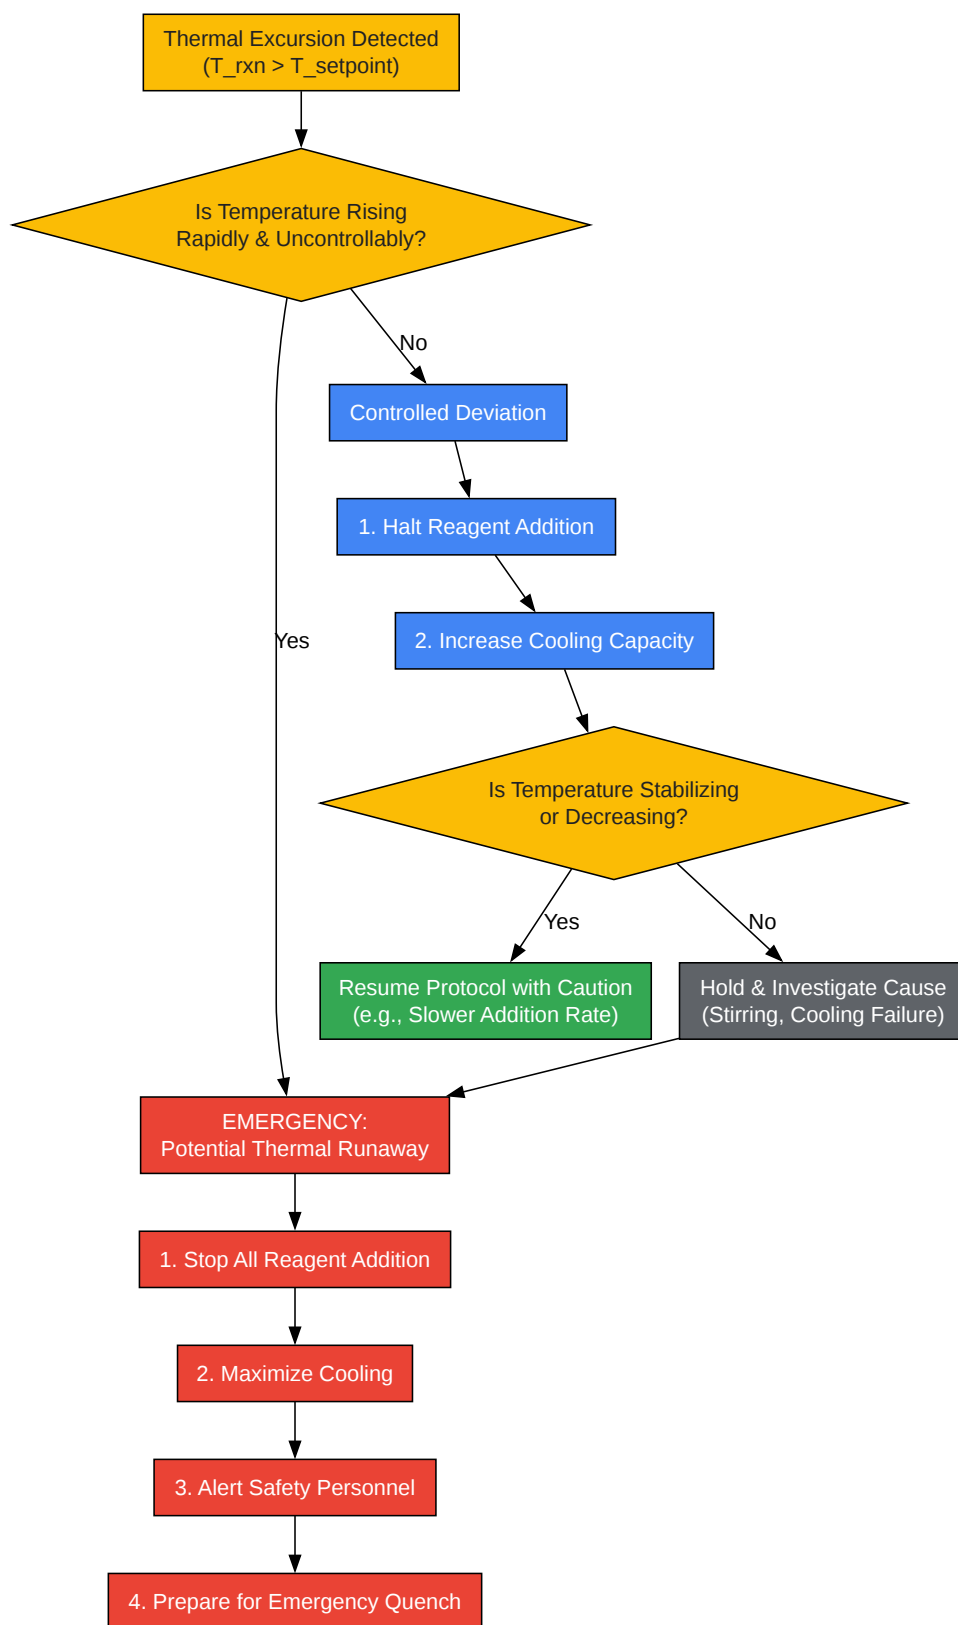 Thermal Excursion Detected
(T_rxn > T_setpoint)
Is Temperature Rising
Rapidly & Uncontrollably?
No
Controlled Deviation
1. Halt Reagent Addition
2. Increase Cooling Capacity
Yes
Is Temperature Stabilizing
or Decreasing?
Yes
No
Resume Protocol with Caution
(e.g., Slower Addition Rate)
Hold & Investigate Cause
(Stirring, Cooling Failure)
EMERGENCY:
Potential Thermal Runaway
1. Stop All Reagent Addition
2. Maximize Cooling
3. Alert Safety Personnel
4. Prepare for Emergency Quench